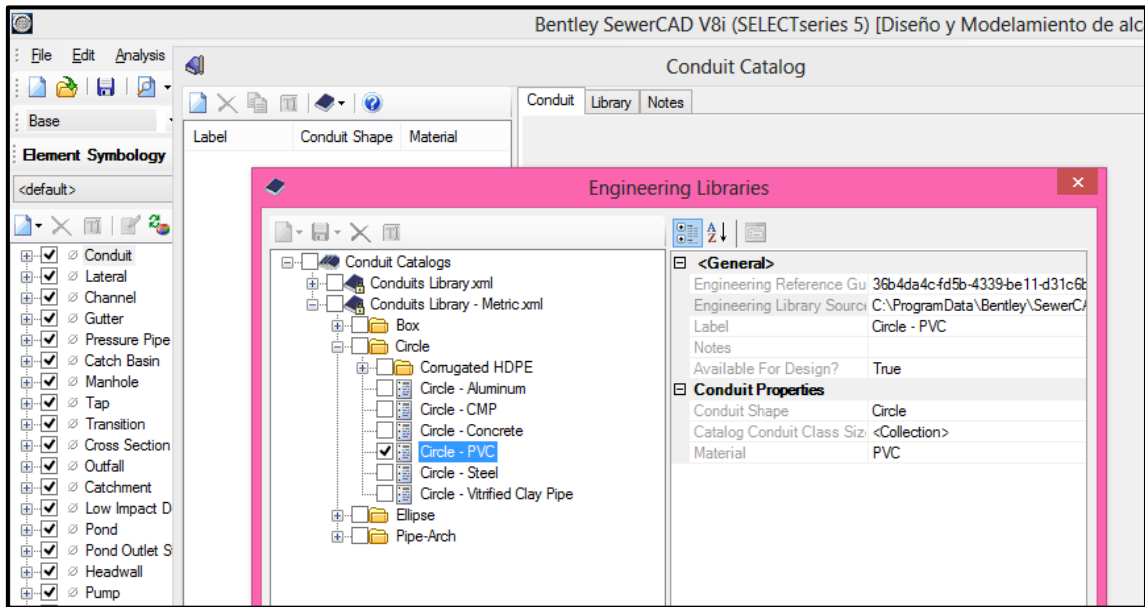 Bentley SewerCAD V8i (SELECTseries 5) [Diseño y Modelamiento de alc
File Edit Analysis
Conduit Catalog
Base
Conduit Library Notes
Label Conduit Shape Material
Element Symbology
<default>
Engineering Libraries
Conduit
Lateral
Channel
Gutter
Pressure Pipe
Catch Basin
Manhole
Tap
Transition
Cross Section
Outfall
Catchment
Low Impact D
Pond
Pond Outlet S
Headwall
Pump
Conduit Catalogs
Conduits Library.xml
Conduits Library - Metric.xml
Box
Circle
Corrugated HDPE
Circle - Aluminum
Circle - CMP
Circle - Concrete
Circle - PVC
Circle - Steel
Circle - Vitrified Clay Pipe
Ellipse
Pipe-Arch
<General>
Engineering Reference Gu 36b4da4c-fd5b-4339-be11-d31c6b
Engineering Library Source C:\ProgramData\Bentley\SewerCA
Label Circle - PVC
Notes
Available For Design? True
Conduit Properties
Conduit Shape Circle
Catalog Conduit Class Siz <Collection>
Material PVC